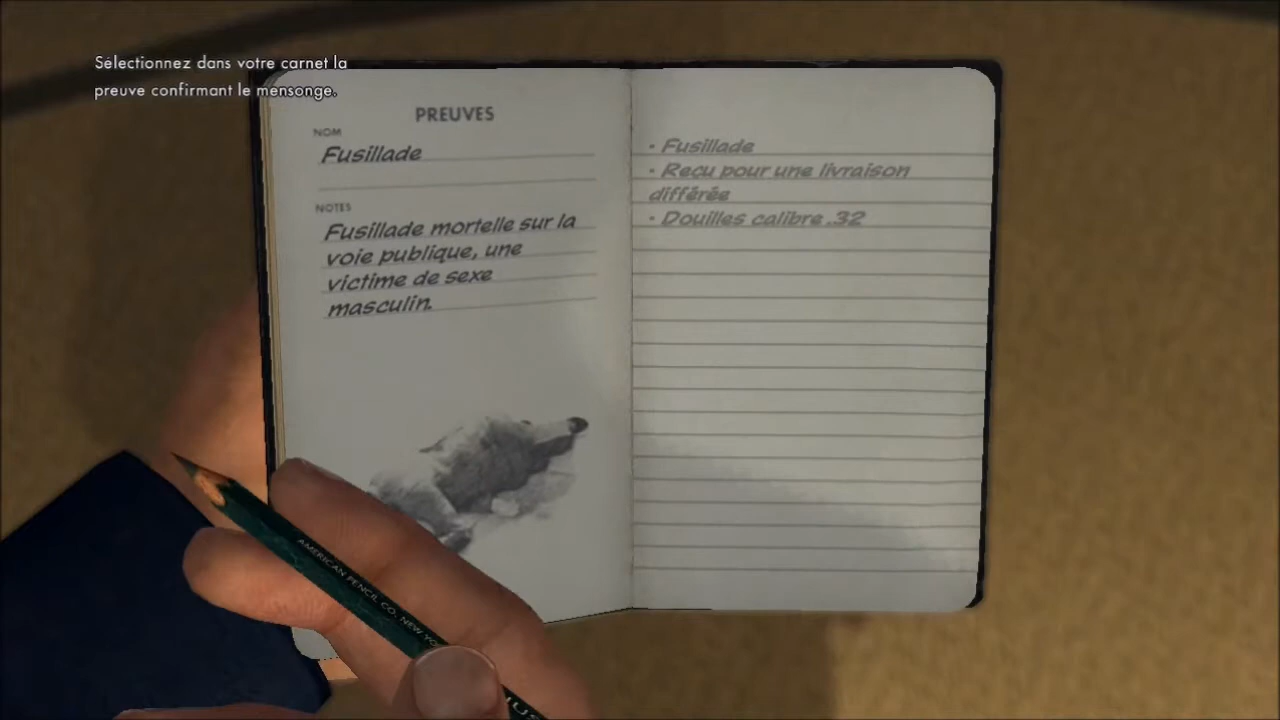 Sélectionnez dans votre carnet la
preuve confirmant le mensonge.
PREUVES
NOM
Fusillade
NOTES
Fusillade mortelle sur la
voie publique, une
victime de sexe
masculin.
• Fusillade
• Reçu pour une livraison
différée
• Douilles calibre .32
AMERICAN PENCIL CO. NEW YO